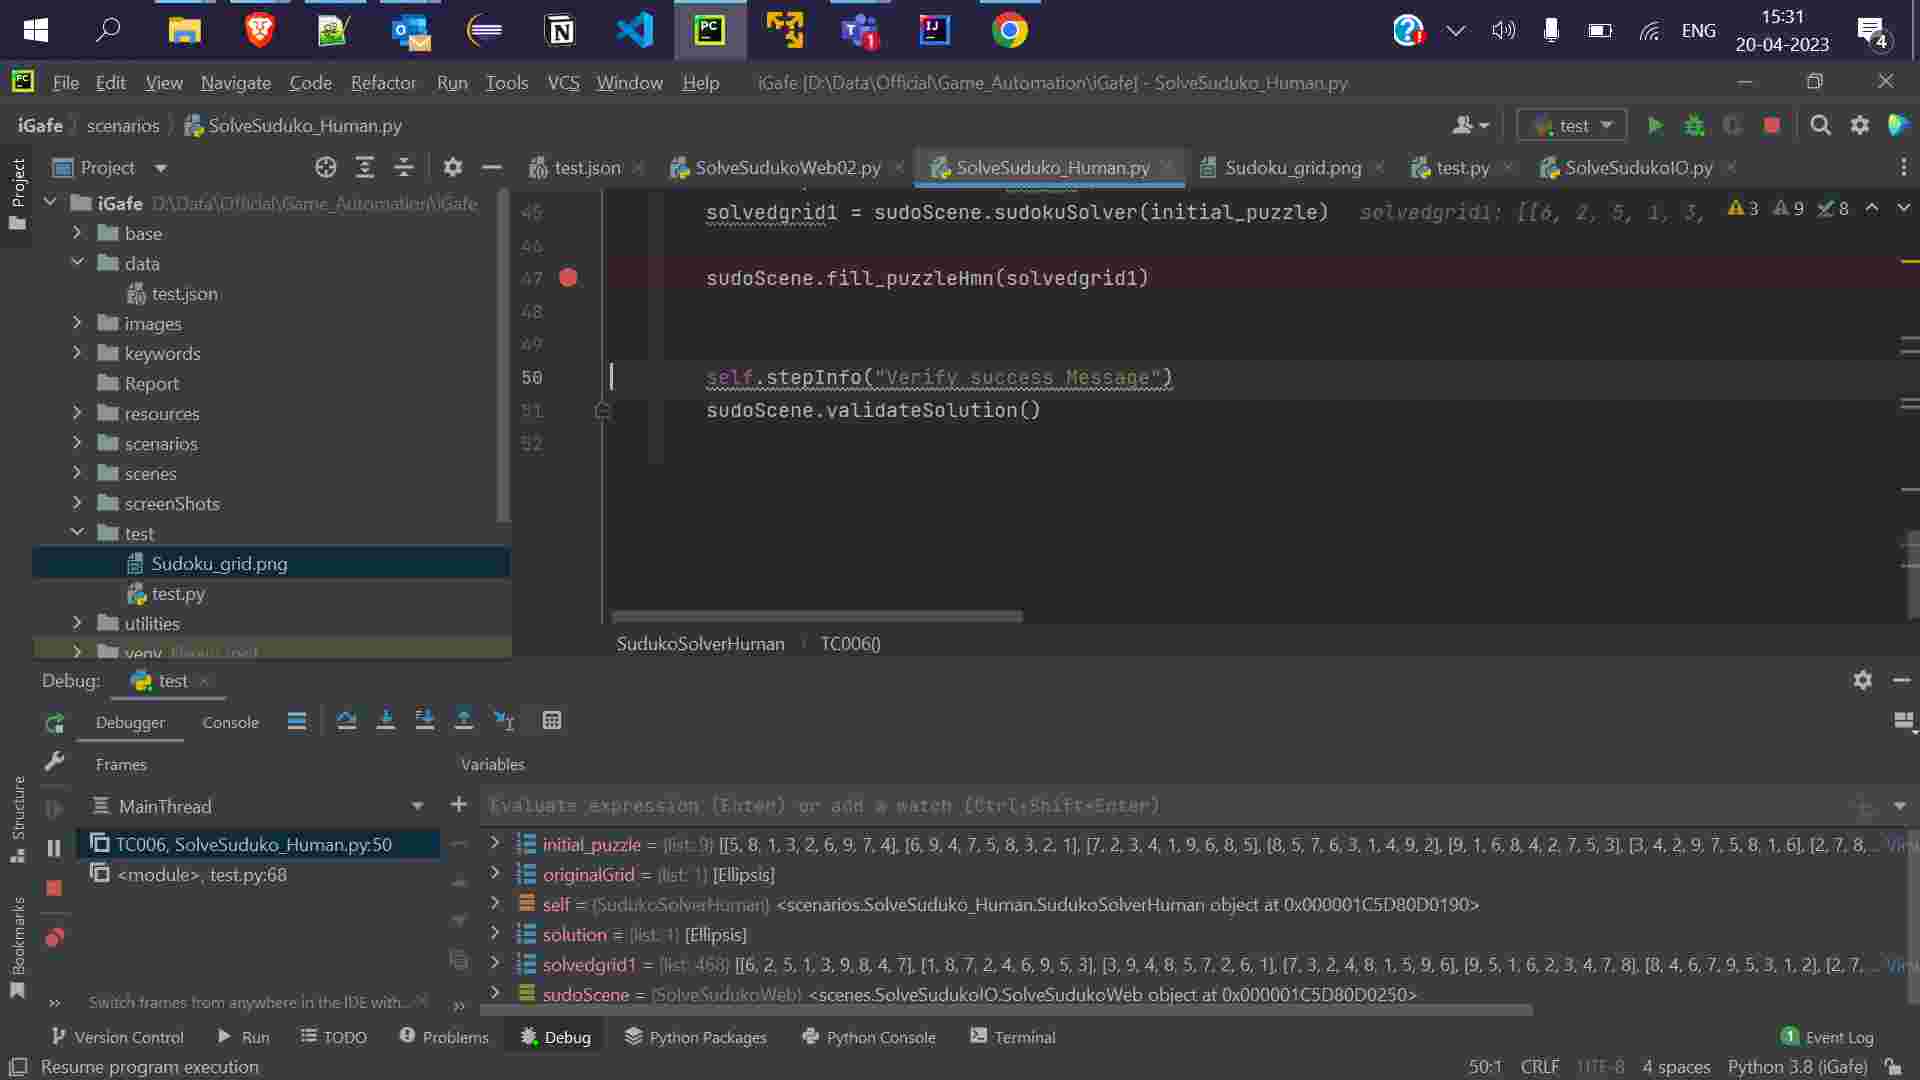 15:31
ENG
20-04-2023
4
File Edit View Navigate Code Refactor Run Tools VCS Window Help iGafe [D:\Data\Official\Game_Automation\iGafe] - SolveSuduko_Human.py
iGafe scenarios SolveSuduko_Human.py
test
Project
test.json SolveSudukoWeb02.py SolveSuduko_Human.py Sudoku_grid.png test.py SolveSudukoIO.py
Project
iGafe D:\Data\Official\Game_Automation\iGafe
base
data
test.json
images
keywords
Report
resources
scenarios
scenes
screenShots
test
Sudoku_grid.png
test.py
utilities
venv
45 solvedgrid1 = sudoScene.sudokuSolver(initial_puzzle) solvedgrid1: [[6, 2, 5, 1, 3,
3 9 8
46
47 sudoScene.fill_puzzleHmn(solvedgrid1)
48
49
50 self.stepInfo("Verify success Message")
51 sudoScene.validateSolution()
52
SudukoSolverHuman TC006()
Debug: test
Debugger Console
Frames
Variables
MainThread
Evaluate expression (Enter) or add a watch (Ctrl+Shift+Enter)
TC006, SolveSuduko_Human.py:50
<module>, test.py:68
initial_puzzle = {list: 9} [[5, 8, 1, 3, 2, 6, 9, 7, 4], [6, 9, 4, 7, 5, 8, 3, 2, 1], [7, 2, 3, 4, 1, 9, 6, 8, 5], [8, 5, 7, 6, 3, 1, 4, 9, 2], [9, 1, 6, 8, 4, 2, 7, 5, 3], [3, 4, 2, 9, 7, 5, 8, 1, 6], [2, 7, 8,...
originalGrid = {list: 1} [Ellipsis]
self = {SudukoSolverHuman} <scenarios.SolveSuduko_Human.SudukoSolverHuman object at 0x000001C5D80D0190>
solution = {list: 1} [Ellipsis]
solvedgrid1 = {list: 468} [[6, 2, 5, 1, 3, 9, 8, 4, 7], [1, 8, 7, 2, 4, 6, 9, 5, 3], [3, 9, 4, 8, 5, 7, 2, 6, 1], [7, 3, 2, 4, 8, 1, 5, 9, 6], [9, 5, 1, 6, 2, 3, 4, 7, 8], [8, 4, 6, 7, 9, 5, 3, 1, 2], [2, 7,...
sudoScene = {SolveSudukoWeb} <scenes.SolveSudukoIO.SolveSudukoWeb object at 0x000001C5D80D0250>
Switch frames from anywhere in the IDE with...
Structure
Bookmarks
Version Control Run TODO Problems Debug Python Packages Python Console Terminal 1 Event Log
Resume program execution
50:1 CRLF UTF-8 4 spaces Python 3.8 (iGafe)